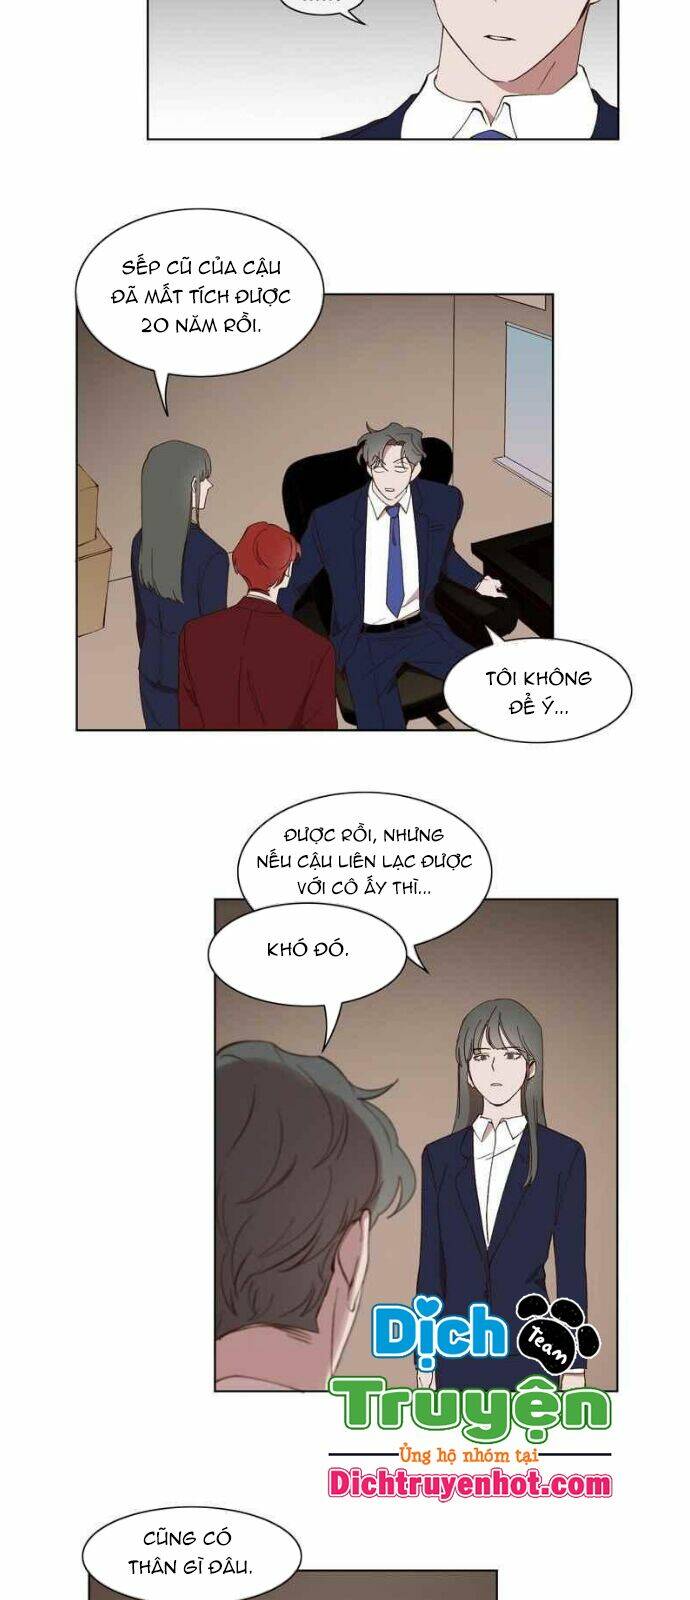 SẾP CŨ CỦA CẬU
ĐÃ MẤT TÍCH ĐƯỢC
20 NĂM RỒI.
TÔI KHÔNG
ĐỂ Ý...
ĐƯỢC RỒI, NHƯNG
NẾU CẬU LIÊN LẠC ĐƯỢC
VỚI CÔ ẤY THÌ...
KHÓ ĐÓ.
Dịch
Team
Truyện
Ủng hộ nhóm tại
Dichtruyenhot.com
CŨNG CÓ
THÂN GÌ ĐÂU.